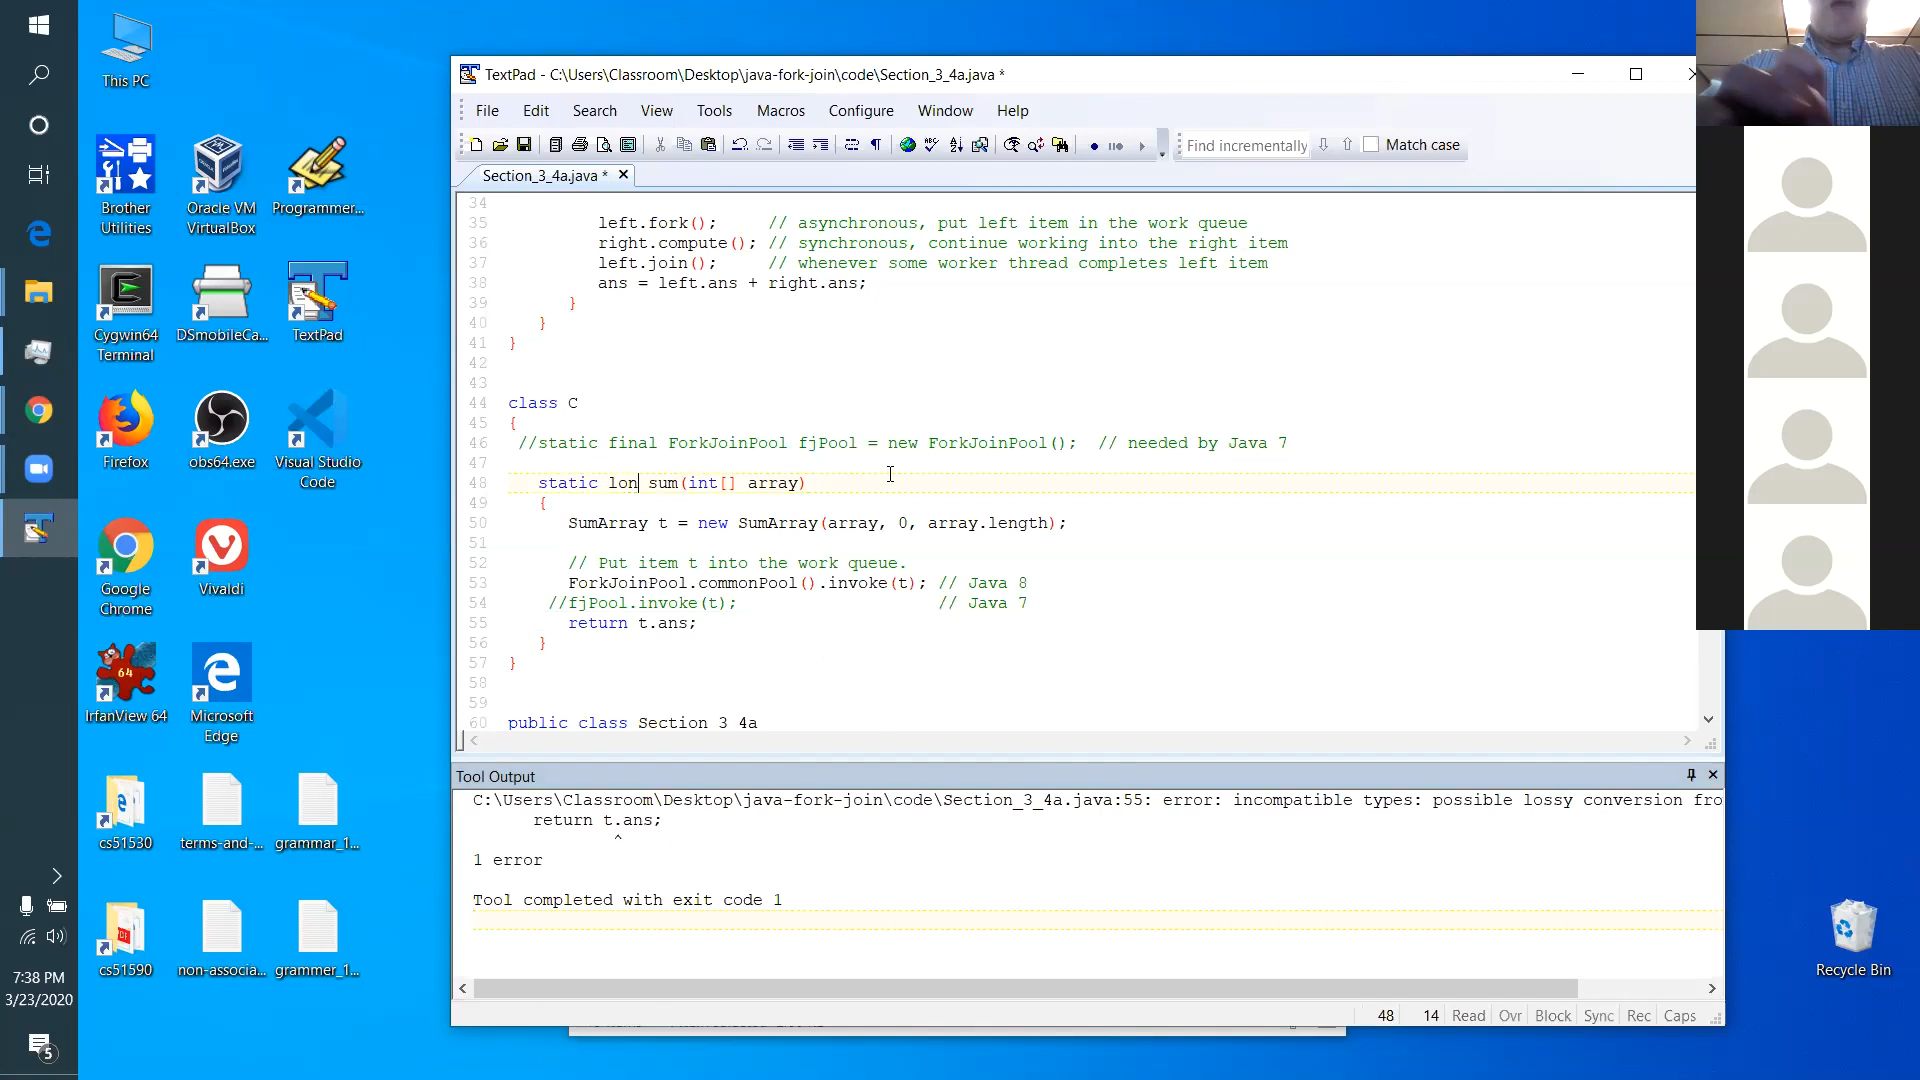 This PC
Brother Utilities
Oracle VM VirtualBox
Programmer...
Cygwin64 Terminal
DSmobileCa...
TextPad
Firefox
obs64.exe
Visual Studio Code
Google Chrome
Vivaldi
IrfanView 64
Microsoft Edge
cs51530
terms-and-...
grammar_1...
cs51590
non-associa...
grammer_1...
7:38 PM
3/23/2020
5
TextPad - C:\Users\Classroom\Desktop\java-fork-join\code\Section_3_4a.java *
File Edit Search View Tools Macros Configure Window Help
Find incrementally Match case
Section_3_4a.java *
34
35 left.fork(); // asynchronous, put left item in the work queue
36 right.compute(); // synchronous, continue working into the right item
37 left.join(); // whenever some worker thread completes left item
38 ans = left.ans + right.ans;
39 }
40 }
41 }
42
43
44 class C
45 {
46 //static final ForkJoinPool fjPool = new ForkJoinPool(); // needed by Java 7
47
48 static lon sum(int[] array)
49 {
50 SumArray t = new SumArray(array, 0, array.length);
51
52 // Put item t into the work queue.
53 ForkJoinPool.commonPool().invoke(t); // Java 8
54 //fjPool.invoke(t); // Java 7
55 return t.ans;
56 }
57 }
58
59
60 public class Section_3_4a
Tool Output
C:\Users\Classroom\Desktop\java-fork-join\code\Section_3_4a.java:55: error: incompatible types: possible lossy conversion fro
return t.ans;
^
1 error
Tool completed with exit code 1
48 14 Read Ovr Block Sync Rec Caps
Recycle Bin